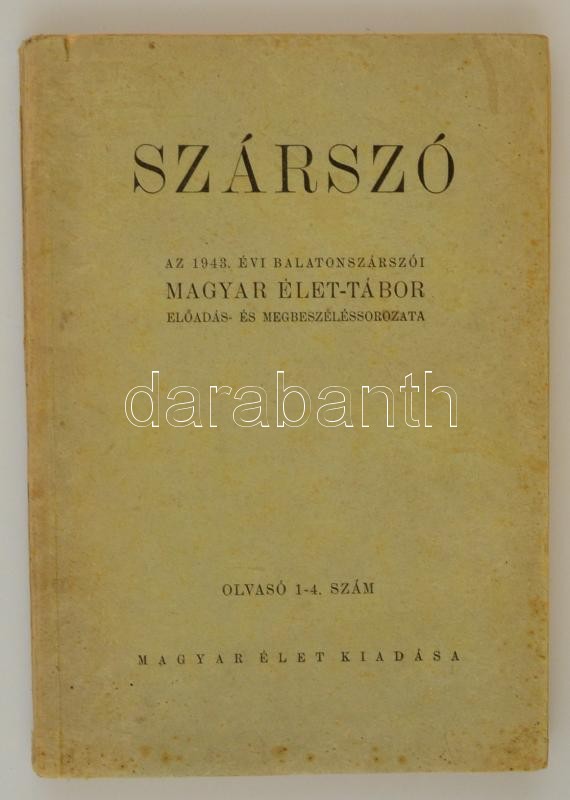 SZÁRSZÓ
AZ 1943. ÉVI BALATONSZÁRSZÓI
MAGYAR ÉLET-TÁBOR
ELŐADÁS- ÉS MEGBESZÉLÉSSOROZATA
darabanth
OLVASÓ 1-4. SZÁM
MAGYAR ÉLET KIADÁSA